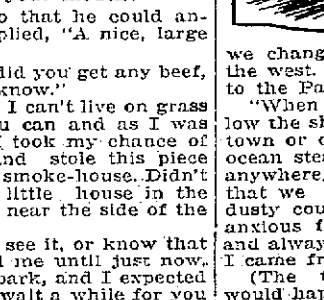 o that he could an-
plied, "A nice, large
did you get any beef,
know."
I can't live on grass
u can and as I was
I took my chance of
nd stole this piece
smoke-house. Didn't
little house in the
near the side of the
see it, or know that
l me until just now,
bark, and I expected
wait a while for you
we chang
the west.
to the Pa
"When
low the sh
town or c
ocean stea
anywhere.
that we
dusty cou
anxious f
and alway
I came fr
(The f
would hav